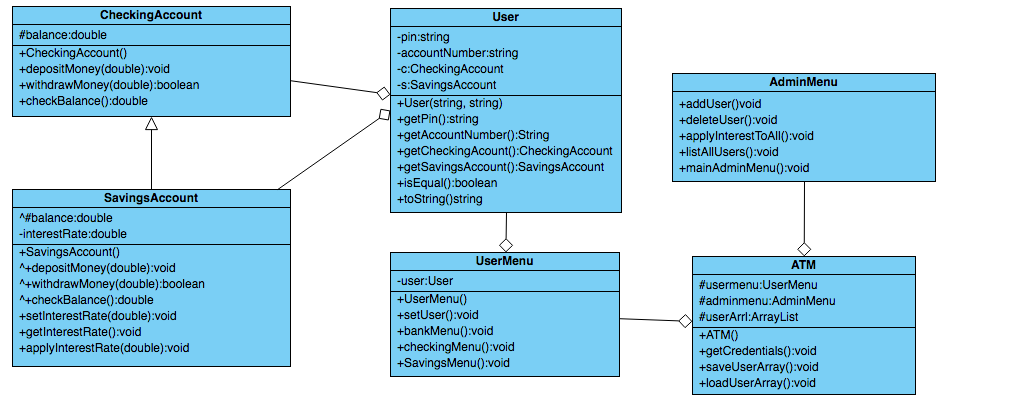 CheckingAccount
#balance:double
+CheckingAccount()
+depositMoney(double):void
+withdrawMoney(double):boolean
+checkBalance():double
User
-pin:string
-accountNumber:string
-c:CheckingAccount
-s:SavingsAccount
+User(string, string)
+getPin():string
+getAccountNumber():String
+getCheckingAcount():CheckingAccount
+getSavingsAccount():SavingsAccount
+isEqual():boolean
+toString()string
AdminMenu
+addUser()void
+deleteUser():void
+applyInterestToAll():void
+listAllUsers():void
+mainAdminMenu():void
SavingsAccount
^#balance:double
-interestRate:double
+SavingsAccount()
^+depositMoney(double):void
^+withdrawMoney(double):boolean
^+checkBalance():double
+setInterestRate(double):void
+getInterestRate():void
+applyInterestRate(double):void
UserMenu
-user:User
+UserMenu()
+setUser():void
+bankMenu():void
+checkingMenu():void
+SavingsMenu():void
ATM
#usermenu:UserMenu
#adminmenu:AdminMenu
#userArrl:ArrayList
+ATM()
+getCredentials():void
+saveUserArray():void
+loadUserArray():void